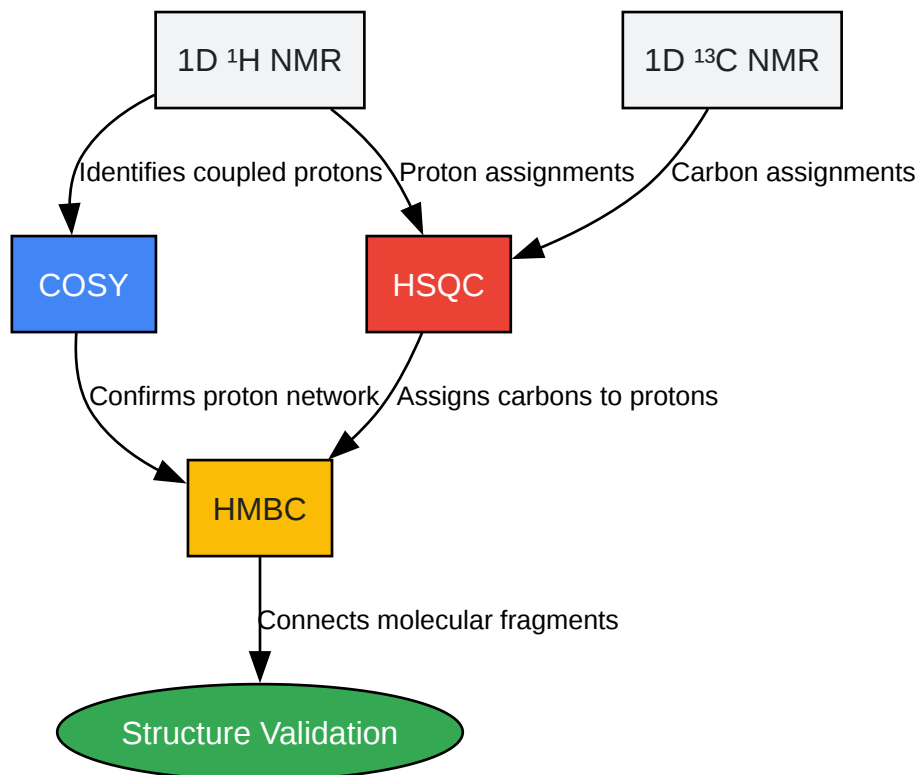 1D ¹H NMR
1D ¹³C NMR
Identifies coupled protons
Proton assignments
Carbon assignments
COSY
HSQC
Confirms proton network
Assigns carbons to protons
HMBC
Connects molecular fragments
Structure Validation